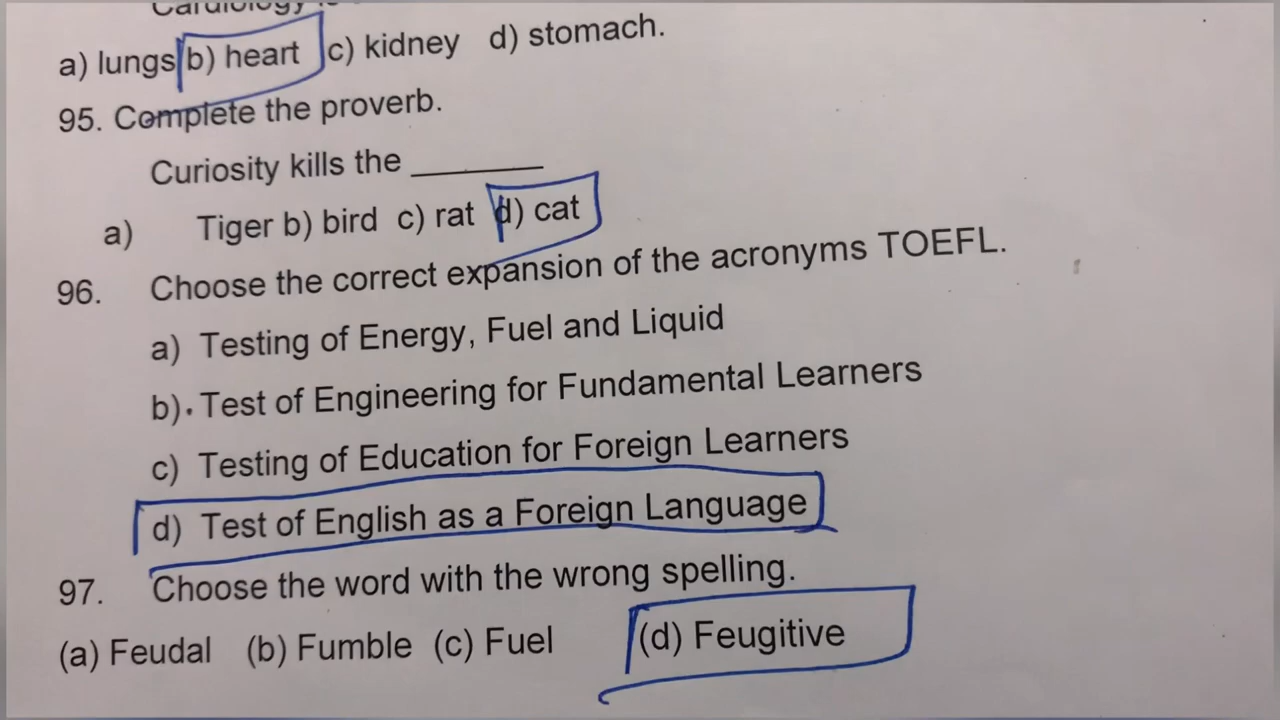 Cardiology
a) lungs b) heart c) kidney d) stomach.
95. Complete the proverb.
Curiosity kills the _______
a) Tiger b) bird c) rat d) cat
96. Choose the correct expansion of the acronyms TOEFL.
a) Testing of Energy, Fuel and Liquid
b). Test of Engineering for Fundamental Learners
c) Testing of Education for Foreign Learners
d) Test of English as a Foreign Language
97. Choose the word with the wrong spelling.
(a) Feudal (b) Fumble (c) Fuel (d) Feugitive